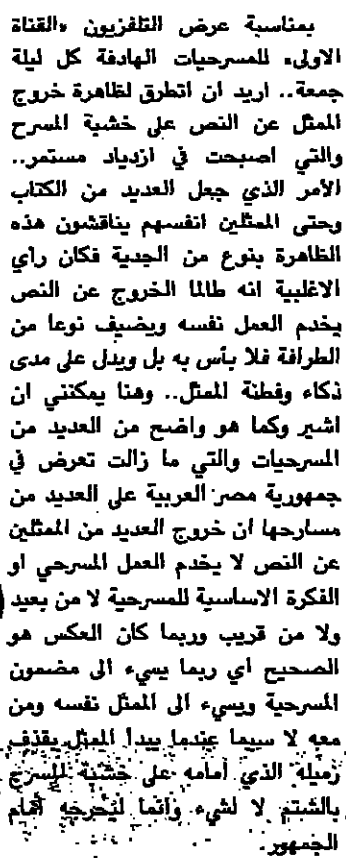 بمناسبة عرض التلفزيون «القناة
الاولى» للمسرحيات الهادفة كل ليلة
جمعة.. اريد ان اتطرق لظاهرة خروج
الممثل عن النص على خشبة المسرح
والتي اصبحت في ازدياد مستمر..
الأمر الذي جعل العديد من الكتاب
وحتى الممثلين انفسهم يناقشون هذه
الظاهرة بنوع من الجدية فكان راي
الاغلبية انه طالما الخروج عن النص
يخدم العمل نفسه ويضيف نوعا من
الطرافة فلا بأس به بل ويدل على مدى
ذكاء وفطنة الممثل.. وهنا يمكنني ان
اشير وكما هو واضح من العديد من
المسرحيات والتي ما زالت تعرض في
جمهورية مصر العربية على العديد من
مسارحها ان خروج العديد من الممثلين
عن النص لا يخدم العمل المسرحي او
الفكرة الاساسية للمسرحية لا من بعيد
ولا من قريب وربما كان العكس هو
الصحيح اي ربما يسيء الى مضمون
المسرحية ويسيء الى الممثل نفسه ومن
معه لا سيما عندما يبدأ الممثل يقذف
زميله الذي أمامه على خشبة المسرح
بالشتم لا لشيء وانما ليحرجه أمام
الجمهور.